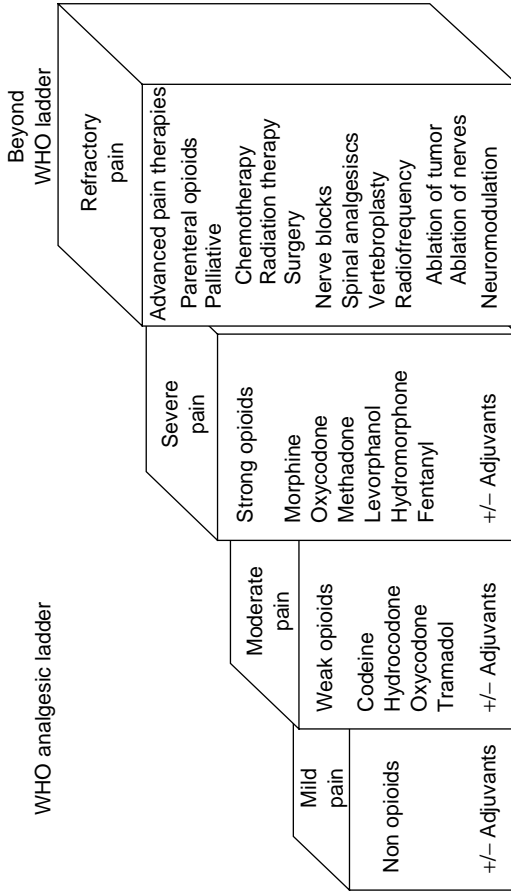 WHO analgesic ladder
Beyond
WHO ladder
Mild
pain
Non opioids
+/– Adjuvants
Moderate
pain
Weak opioids
Codeine
Hydrocodone
Oxycodone
Tramadol
+/– Adjuvants
Severe
pain
Strong opioids
Morphine
Oxycodone
Methadone
Levorphanol
Hydromorphone
Fentanyl
+/– Adjuvants
Refractory
pain
Advanced pain therapies
Parenteral opioids
Palliative
Chemotherapy
Radiation therapy
Surgery
Nerve blocks
Spinal analgesiscs
Vertebroplasty
Radiofrequency
Ablation of tumor
Ablation of nerves
Neuromodulation